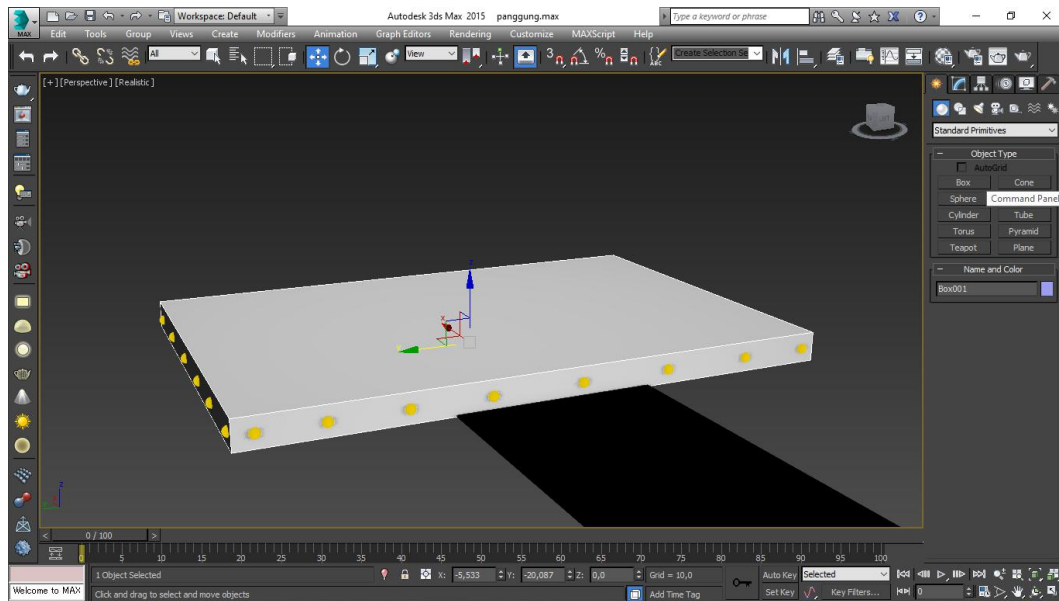 Workspace: Default
Autodesk 3ds Max 2015 panggung.max
Type a keyword or phrase
MAX
Edit Tools Group Views Create Modifiers Animation Graph Editors Rendering Customize MAXScript Help
All
View
3
Create Selection Se
[+] [Perspective] [Realistic]
Standard Primitives
Object Type
AutoGrid
Box Cone
Sphere Command Pane
Cylinder Tube
Torus Pyramid
Teapot Plane
Name and Color
Box001
z
x
z
0 / 100
0 5 10 15 20 25 30 35 40 45 50 55 60 65 70 75 80 85 90 95 100
1 Object Selected X: -5,533 Y: -20,087 Z: 0,0 Grid = 10,0 Auto Key Selected
Welcome to MAX Click and drag to select and move objects Add Time Tag Set Key Key Filters... 0